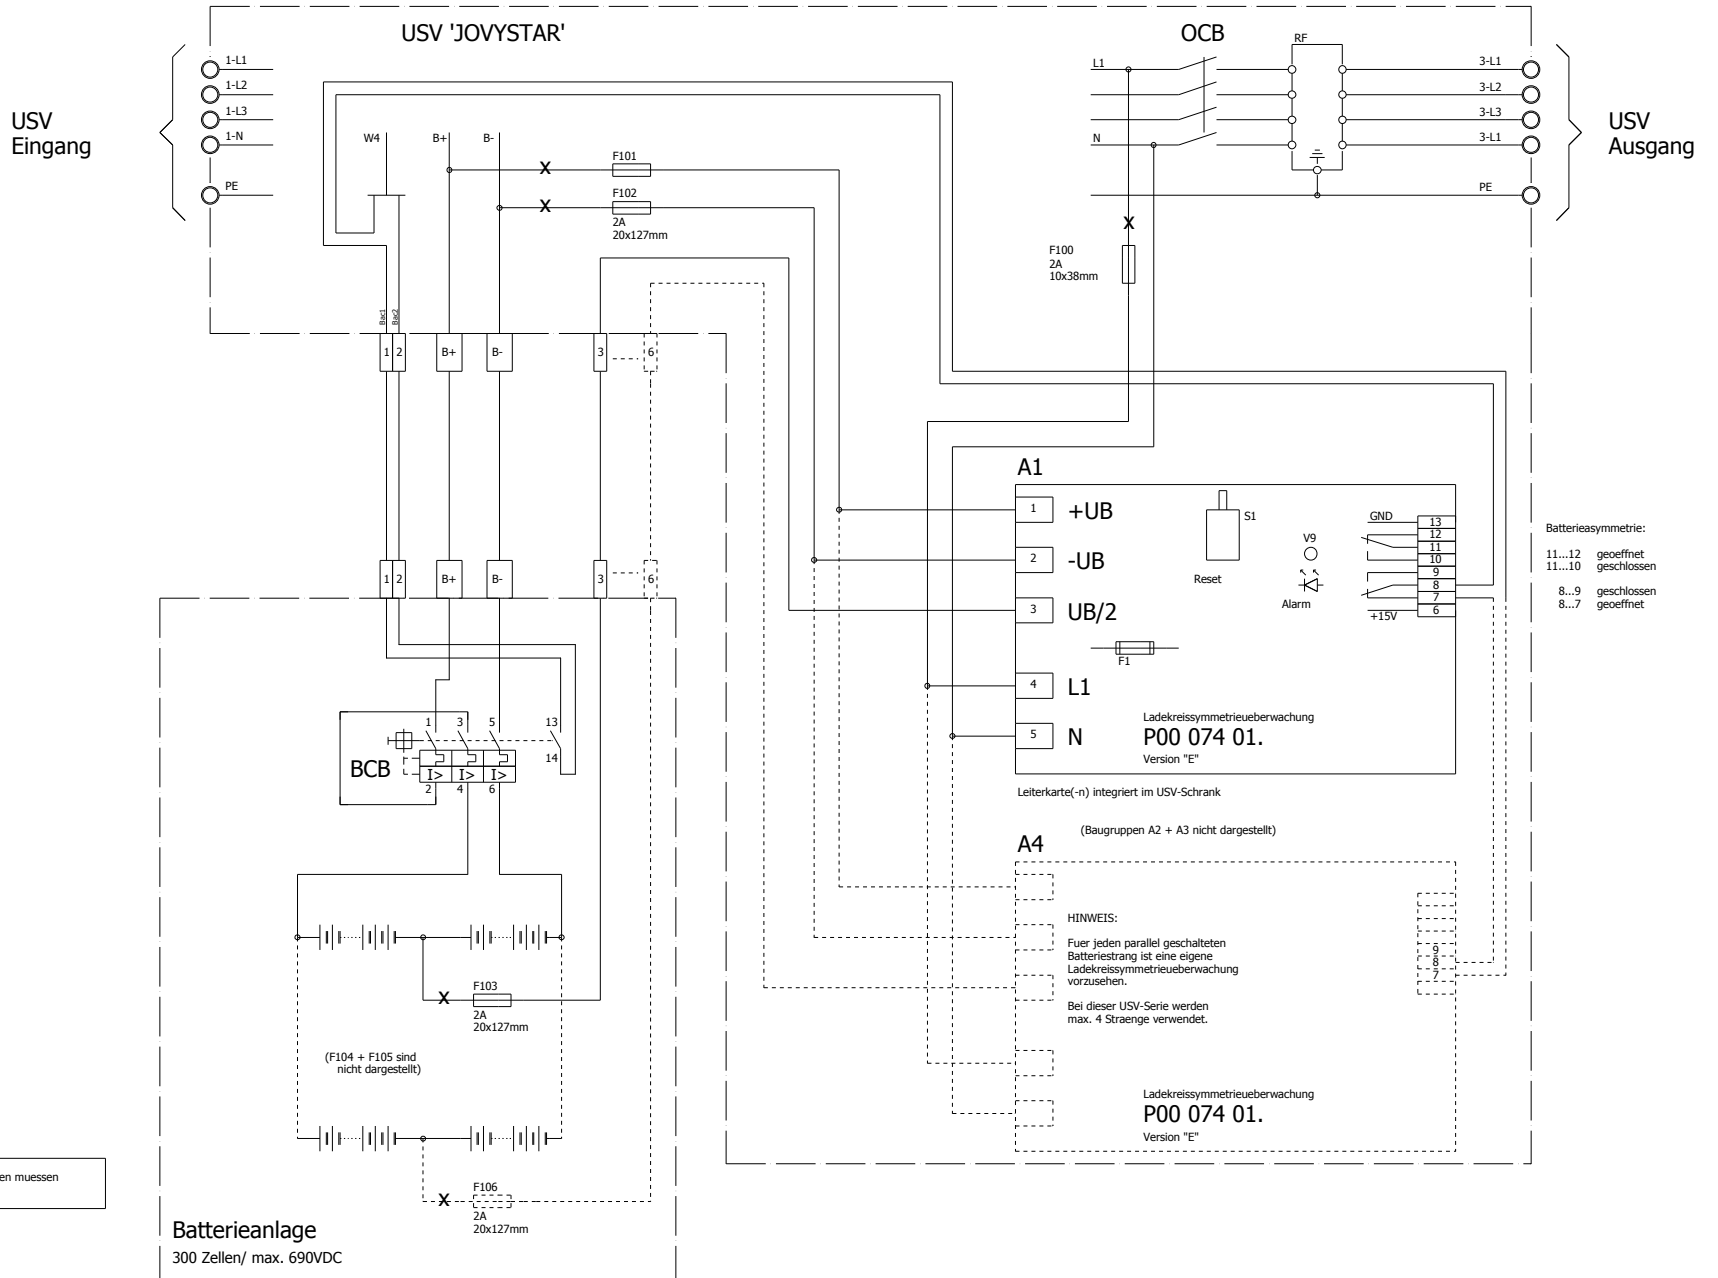 USV 'JOVYSTAR'
OCB
RF
USV
Eingang
1-L1
1-L2
1-L3
1-N
PE
W4
B+
B-
X
F101
X
F102
2A
20x127mm
L1
N
3-L1
3-L2
3-L3
3-L1
PE
USV
Ausgang
X
F100
2A
10x38mm
Bac1
Bac2
1 2 B+ B- 3 6
1 2 B+ B- 3 6
A1
1 +UB
2 -UB
3 UB/2
4 L1
5 N
S1
Reset
V9
Alarm
F1
GND
13
12
11
10
9
8
7
6
+15V
Ladekreissymmetrieueberwachung
P00 074 01.
Version "E"
Batterieasymmetrie:
11...12 geoeffnet
11...10 geschlossen
8...9 geschlossen
8...7 geoeffnet
Leiterkarte(-n) integriert im USV-Schrank
(Baugruppen A2 + A3 nicht dargestellt)
BCB
1 3 5 13
14
I> I> I>
2 4 6
X
F103
2A
20x127mm
(F104 + F105 sind
nicht dargestellt)
X
F106
2A
20x127mm
A4
HINWEIS:
Fuer jeden parallel geschalteten
Batteriestrang ist eine eigene
Ladekreissymmetrieueberwachung
vorzusehen.
Bei dieser USV-Serie werden
max. 4 Straenge verwendet.
9
8
7
Ladekreissymmetrieueberwachung
P00 074 01.
Version "E"
en muessen
Batterieanlage
300 Zellen/ max. 690VDC